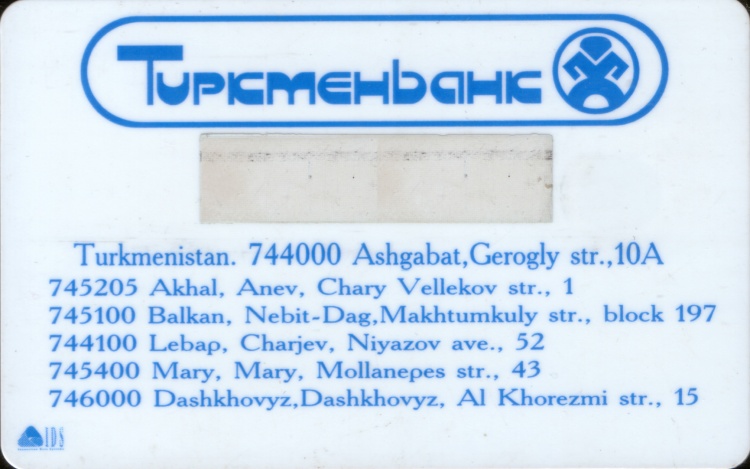 Туркменбанк
Turkmenistan. 744000 Ashgabat,Gerogly str.,10A
745205 Akhal, Anev, Chary Vellekov str., 1
745100 Balkan, Nebit-Dag,Makhtumkuly str., block 197
744100 Lebap, Charjev, Niyazov ave., 52
745400 Mary, Mary, Mollanepes str., 43
746000 Dashkhovyz,Dashkhovyz, Al Khorezmi str., 15
IDS